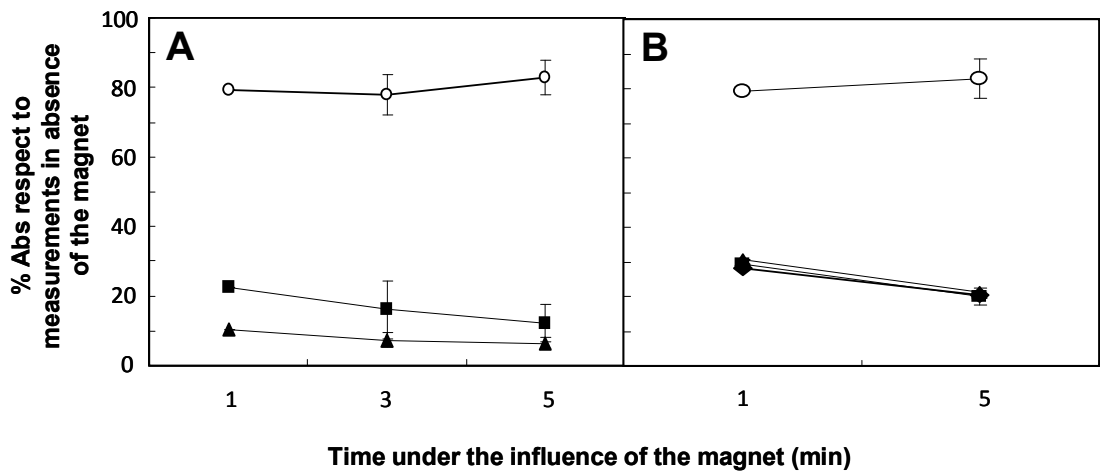 100
80
60
40
20
0
% Abs respect to
measurements in absence
of the magnet
A
B
1
3
5
1
5
Time under the influence of the magnet (min)